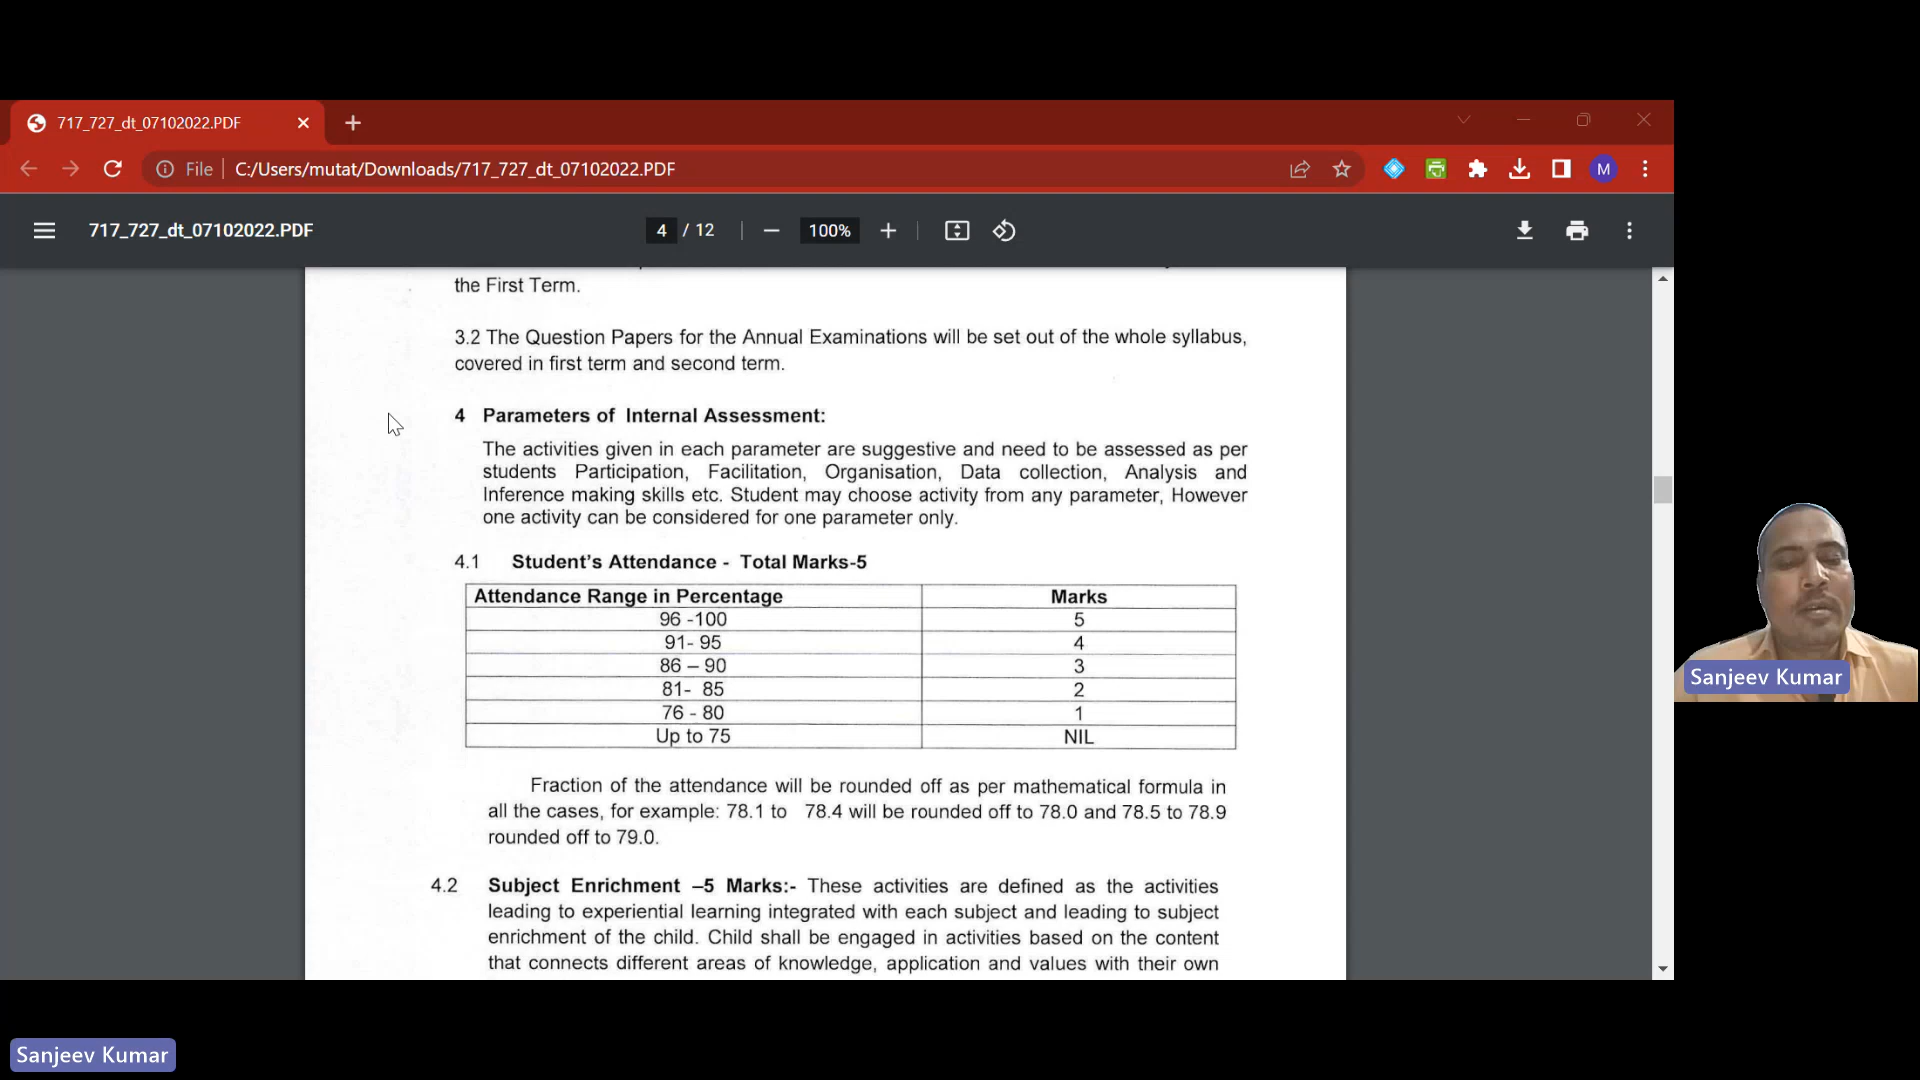 717_727_dt_07102022.PDF
File C:/Users/mutat/Downloads/717_727_dt_07102022.PDF
M
717_727_dt_07102022.PDF 4 / 12 100%
the First Term.
3.2 The Question Papers for the Annual Examinations will be set out of the whole syllabus,
covered in first term and second term.
4 Parameters of Internal Assessment:
The activities given in each parameter are suggestive and need to be assessed as per
students Participation, Facilitation, Organisation, Data collection, Analysis and
Inference making skills etc. Student may choose activity from any parameter, However
one activity can be considered for one parameter only.
4.1 Student's Attendance - Total Marks-5
Attendance Range in Percentage Marks
96 -100 5
91- 95 4
86 – 90 3
81- 85 2
76 - 80 1
Up to 75 NIL
Fraction of the attendance will be rounded off as per mathematical formula in
all the cases, for example: 78.1 to 78.4 will be rounded off to 78.0 and 78.5 to 78.9
rounded off to 79.0.
4.2 Subject Enrichment –5 Marks:- These activities are defined as the activities
leading to experiential learning integrated with each subject and leading to subject
enrichment of the child. Child shall be engaged in activities based on the content
that connects different areas of knowledge, application and values with their own
Sanjeev Kumar
Sanjeev Kumar